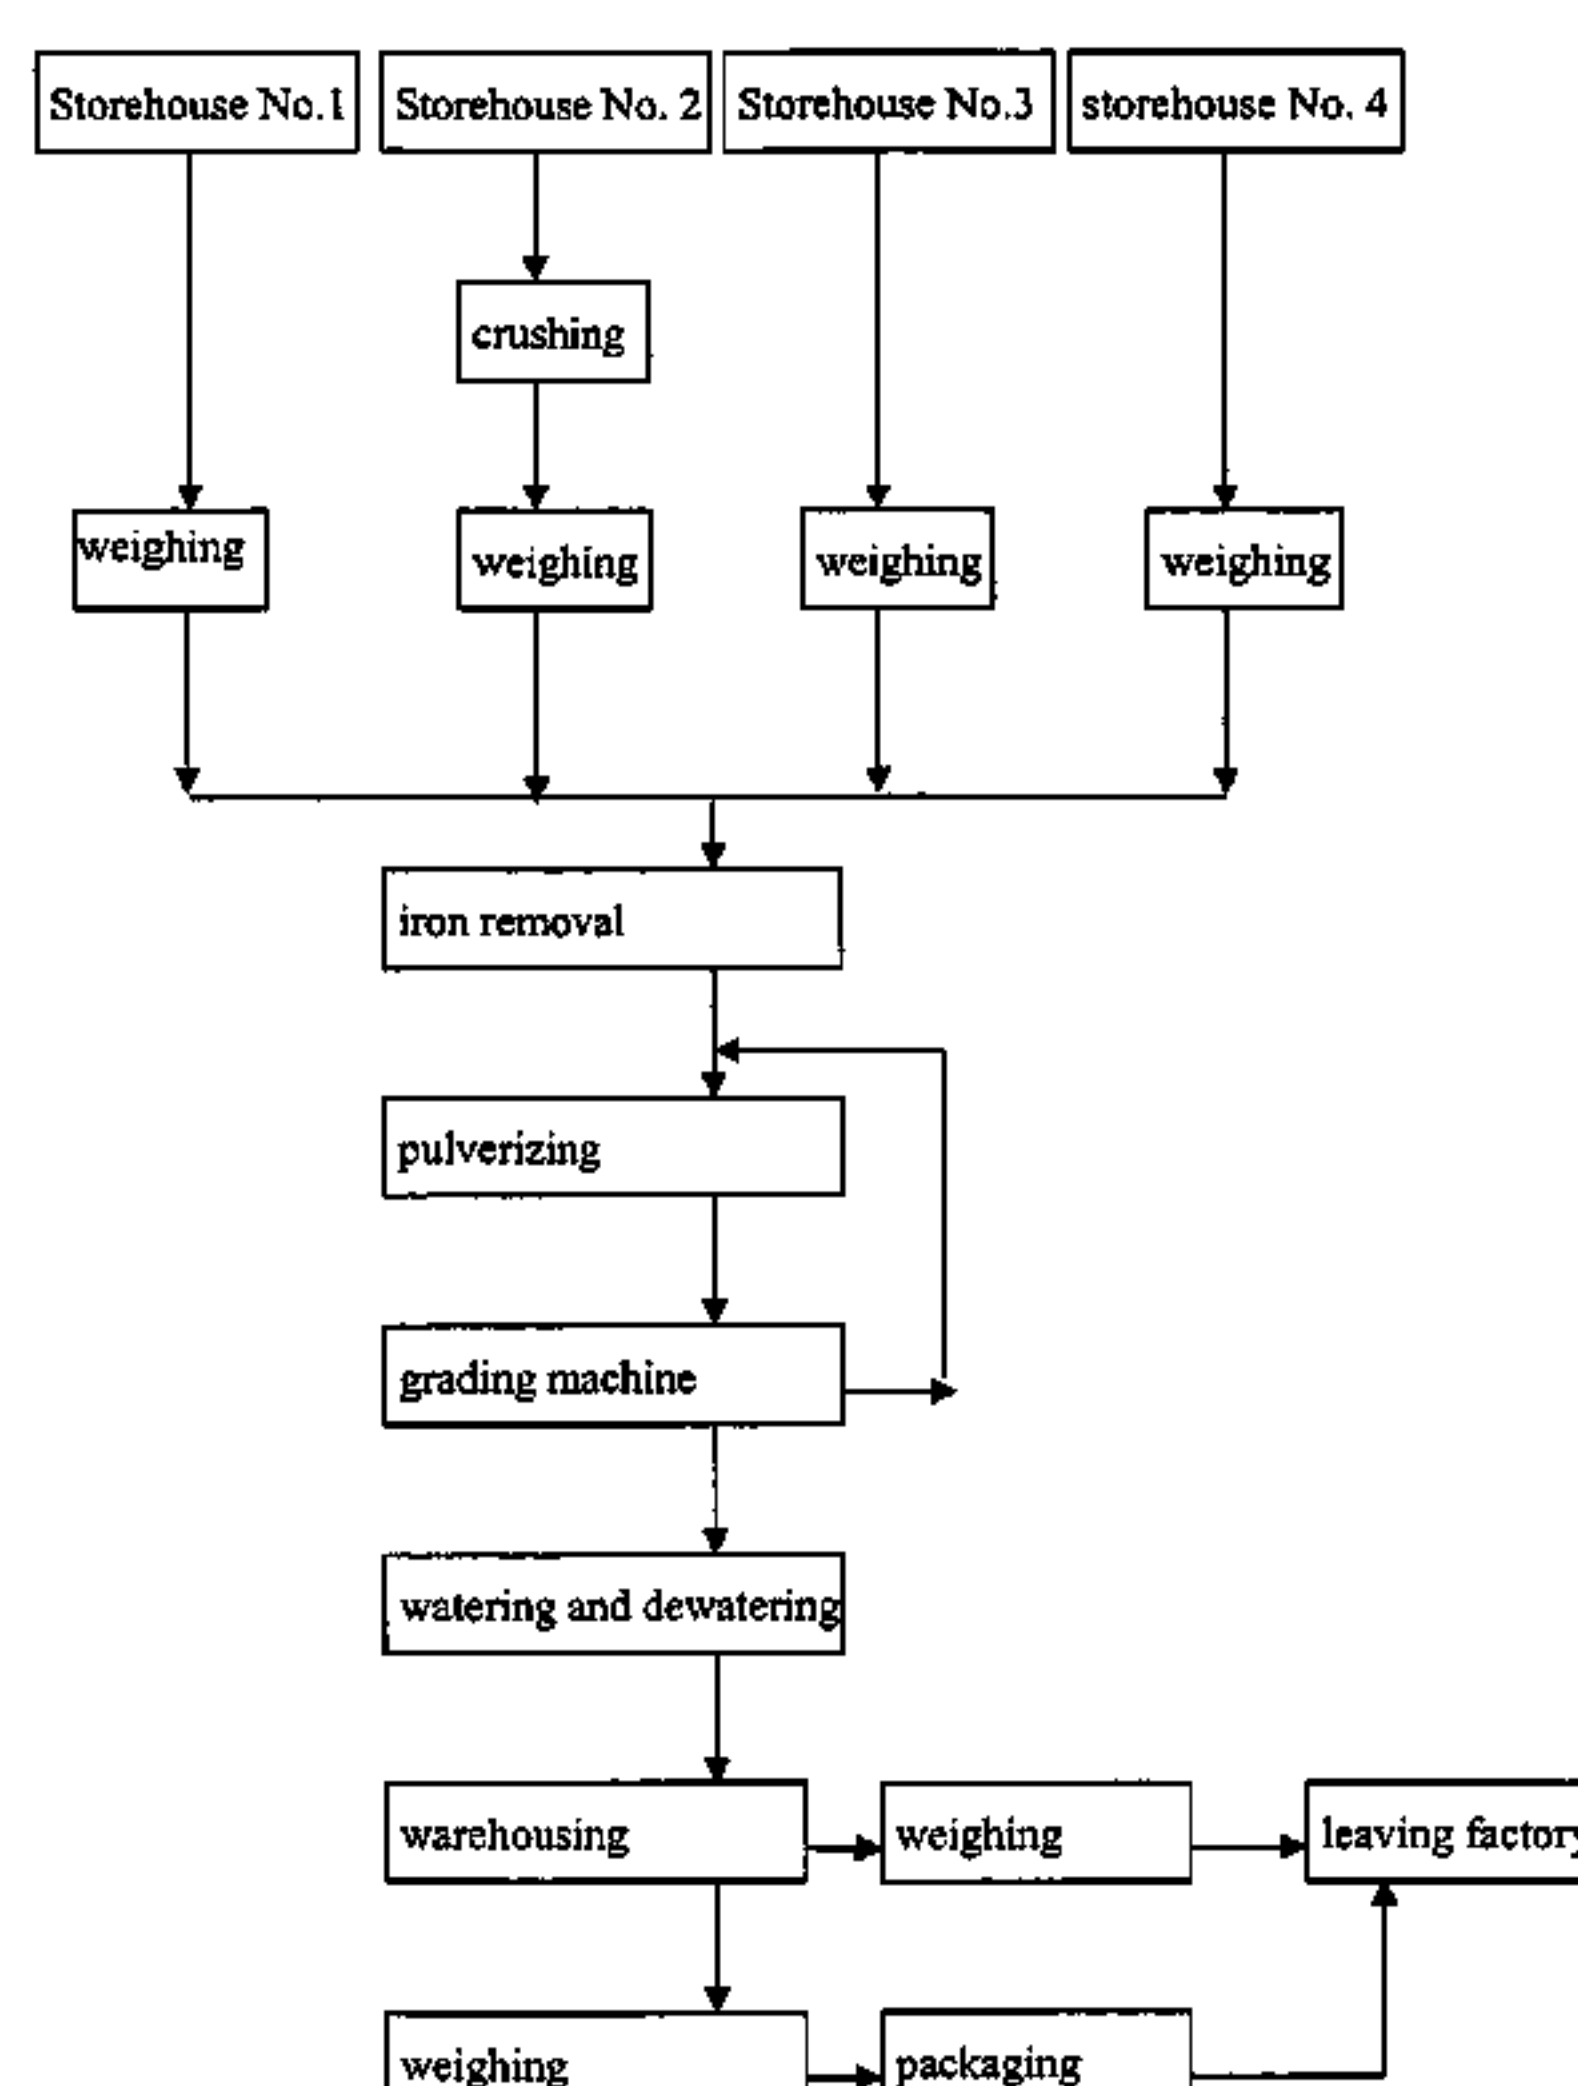 Storehouse No.1
Storehouse No. 2
Storehouse No.3
storehouse No. 4
crushing
weighing
weighing
weighing
weighing
iron removal
pulverizing
grading machine
watering and dewatering
warehousing
weighing
leaving factory
weighing
packaging